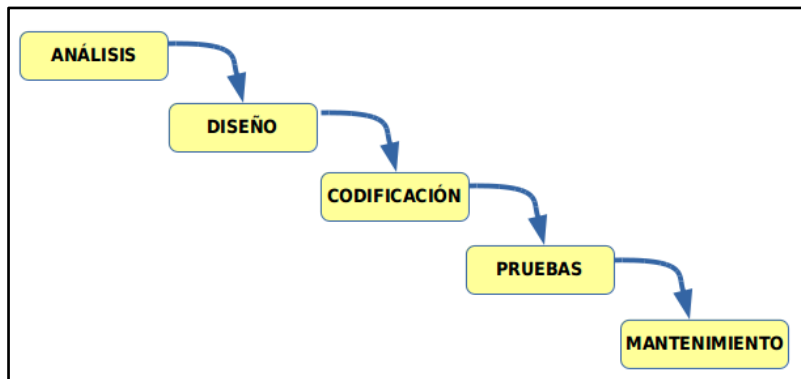 ANÁLISIS
DISEÑO
CODIFICACIÓN
PRUEBAS
MANTENIMIENTO